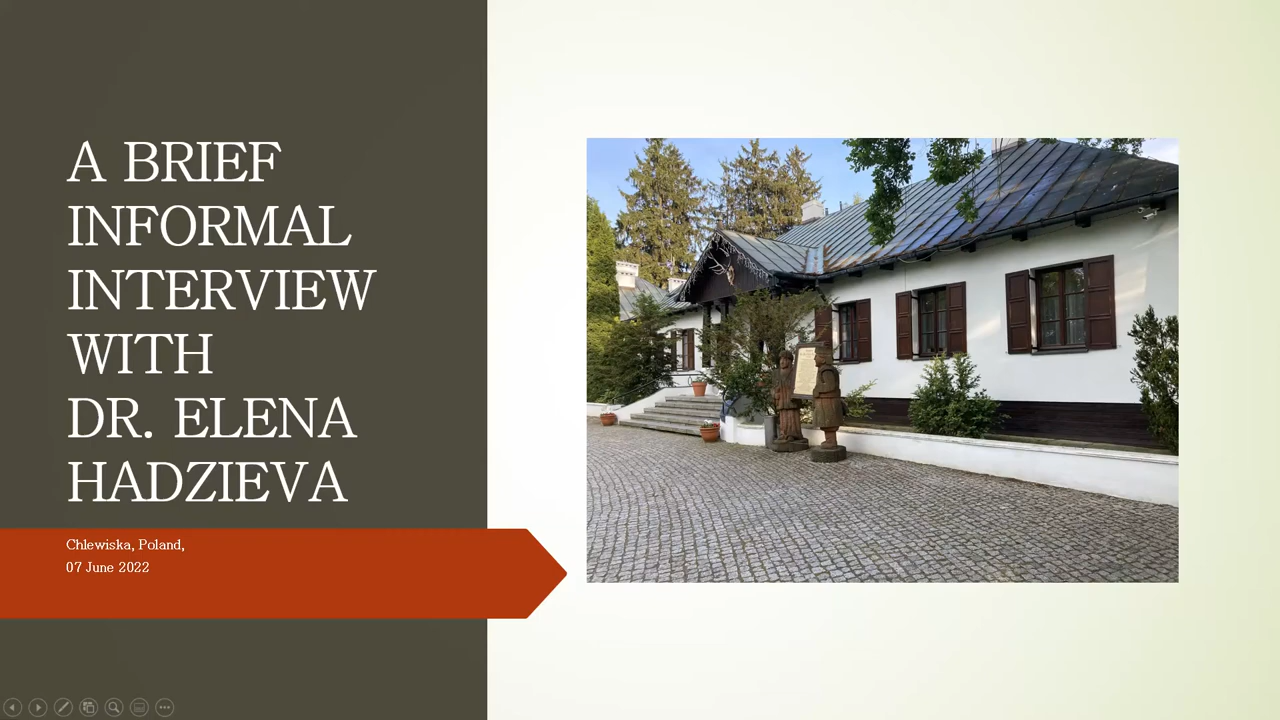 A BRIEF
INFORMAL
INTERVIEW
WITH
DR. ELENA
HADZIEVA
Chlewiska, Poland,
07 June 2022